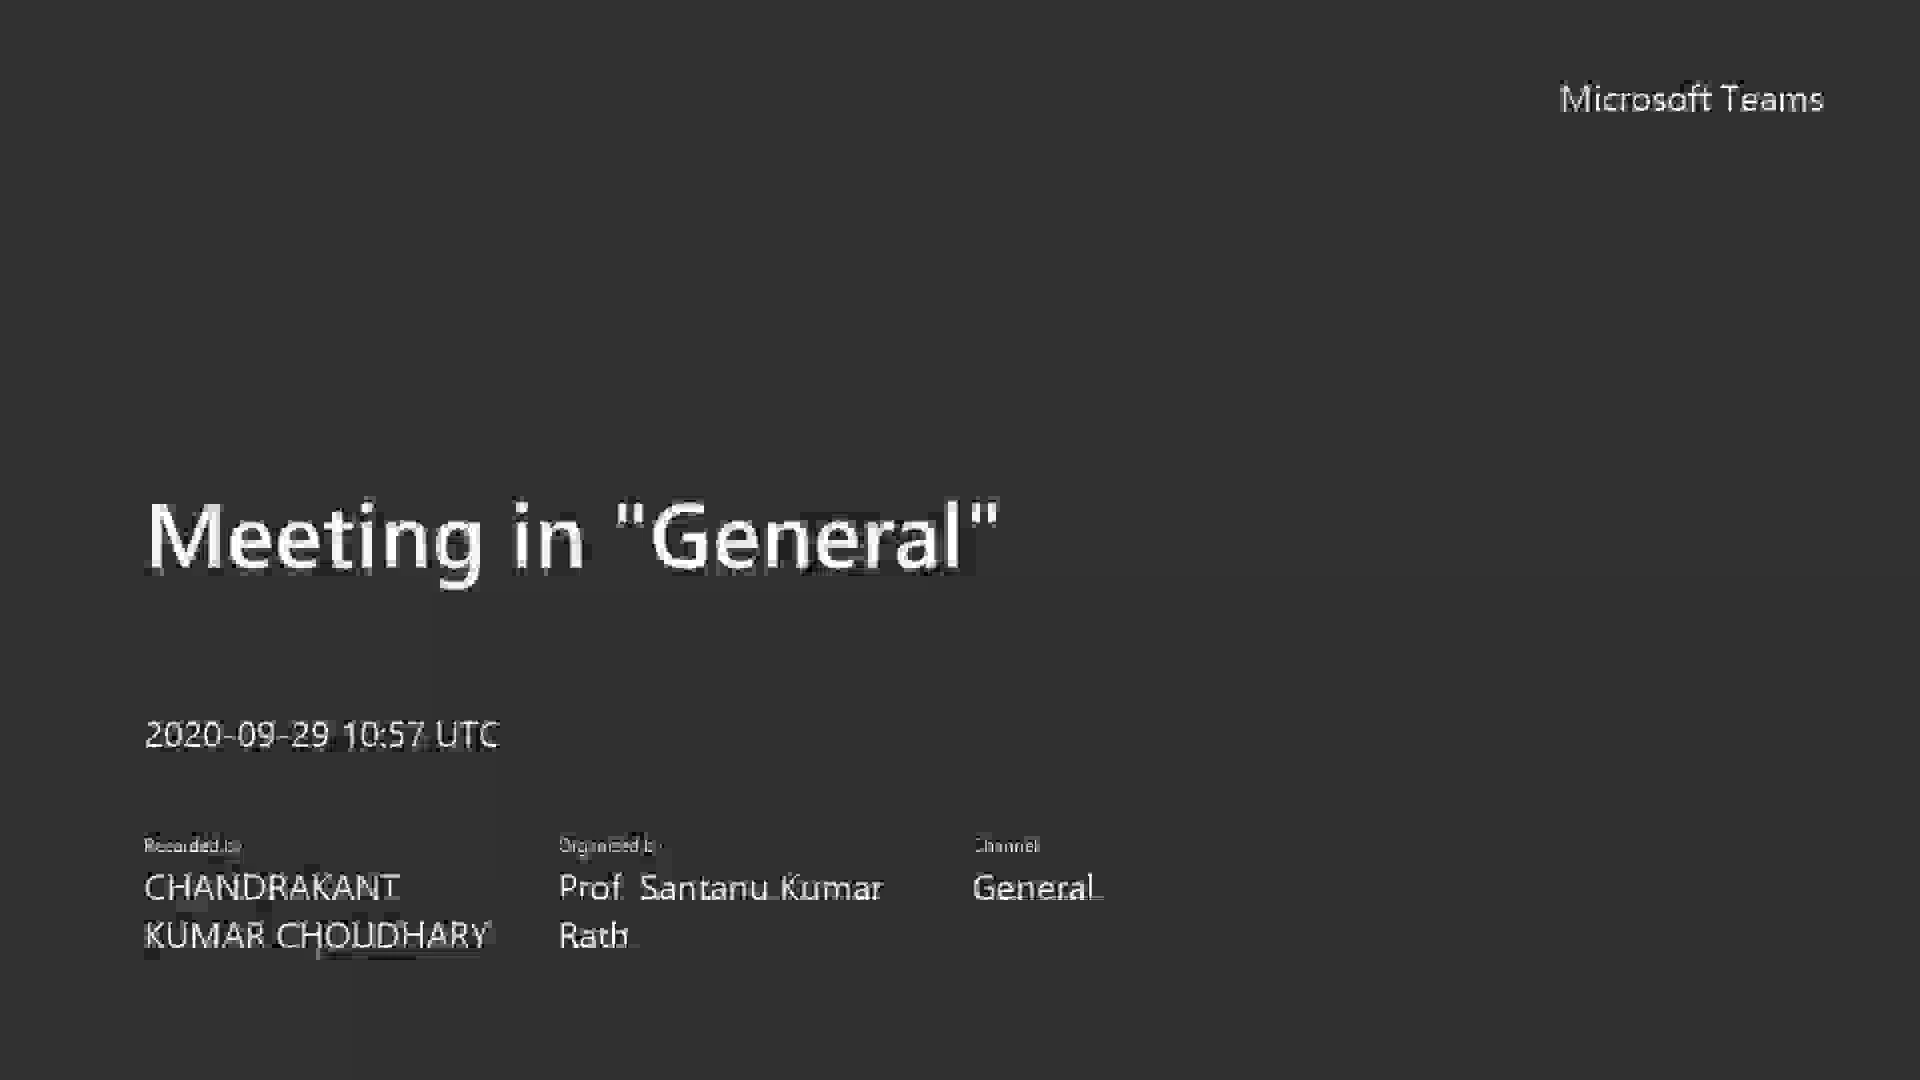 Microsoft Teams
Meeting in "General"
2020-09-29 10:57 UTC
Recorded by
Organized by
Channel
CHANDRAKANT
Prof. Santanu Kumar
General
KUMAR CHOUDHARY
Rath